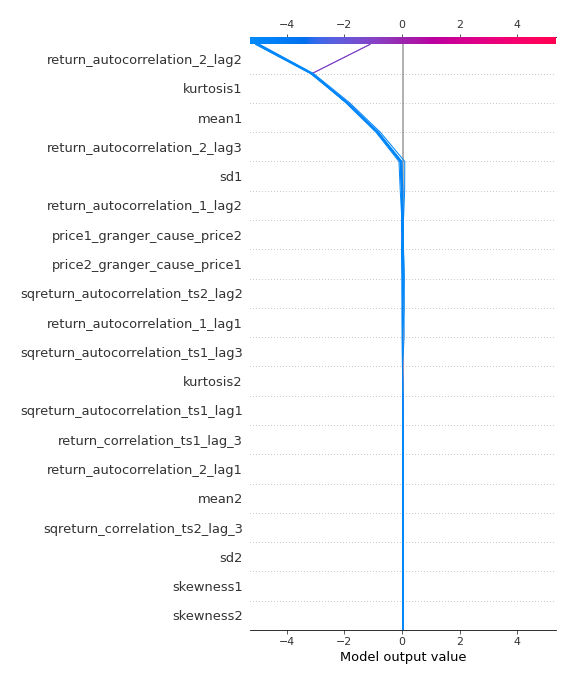 −4 −2 0 2 4
return_autocorrelation_2_lag2
kurtosis1
mean1
return_autocorrelation_2_lag3
sd1
return_autocorrelation_1_lag2
price1_granger_cause_price2
price2_granger_cause_price1
sqreturn_autocorrelation_ts2_lag2
return_autocorrelation_1_lag1
sqreturn_autocorrelation_ts1_lag3
kurtosis2
sqreturn_autocorrelation_ts1_lag1
return_correlation_ts1_lag_3
return_autocorrelation_2_lag1
mean2
sqreturn_correlation_ts2_lag_3
sd2
skewness1
skewness2
−4 −2 0 2 4
Model output value